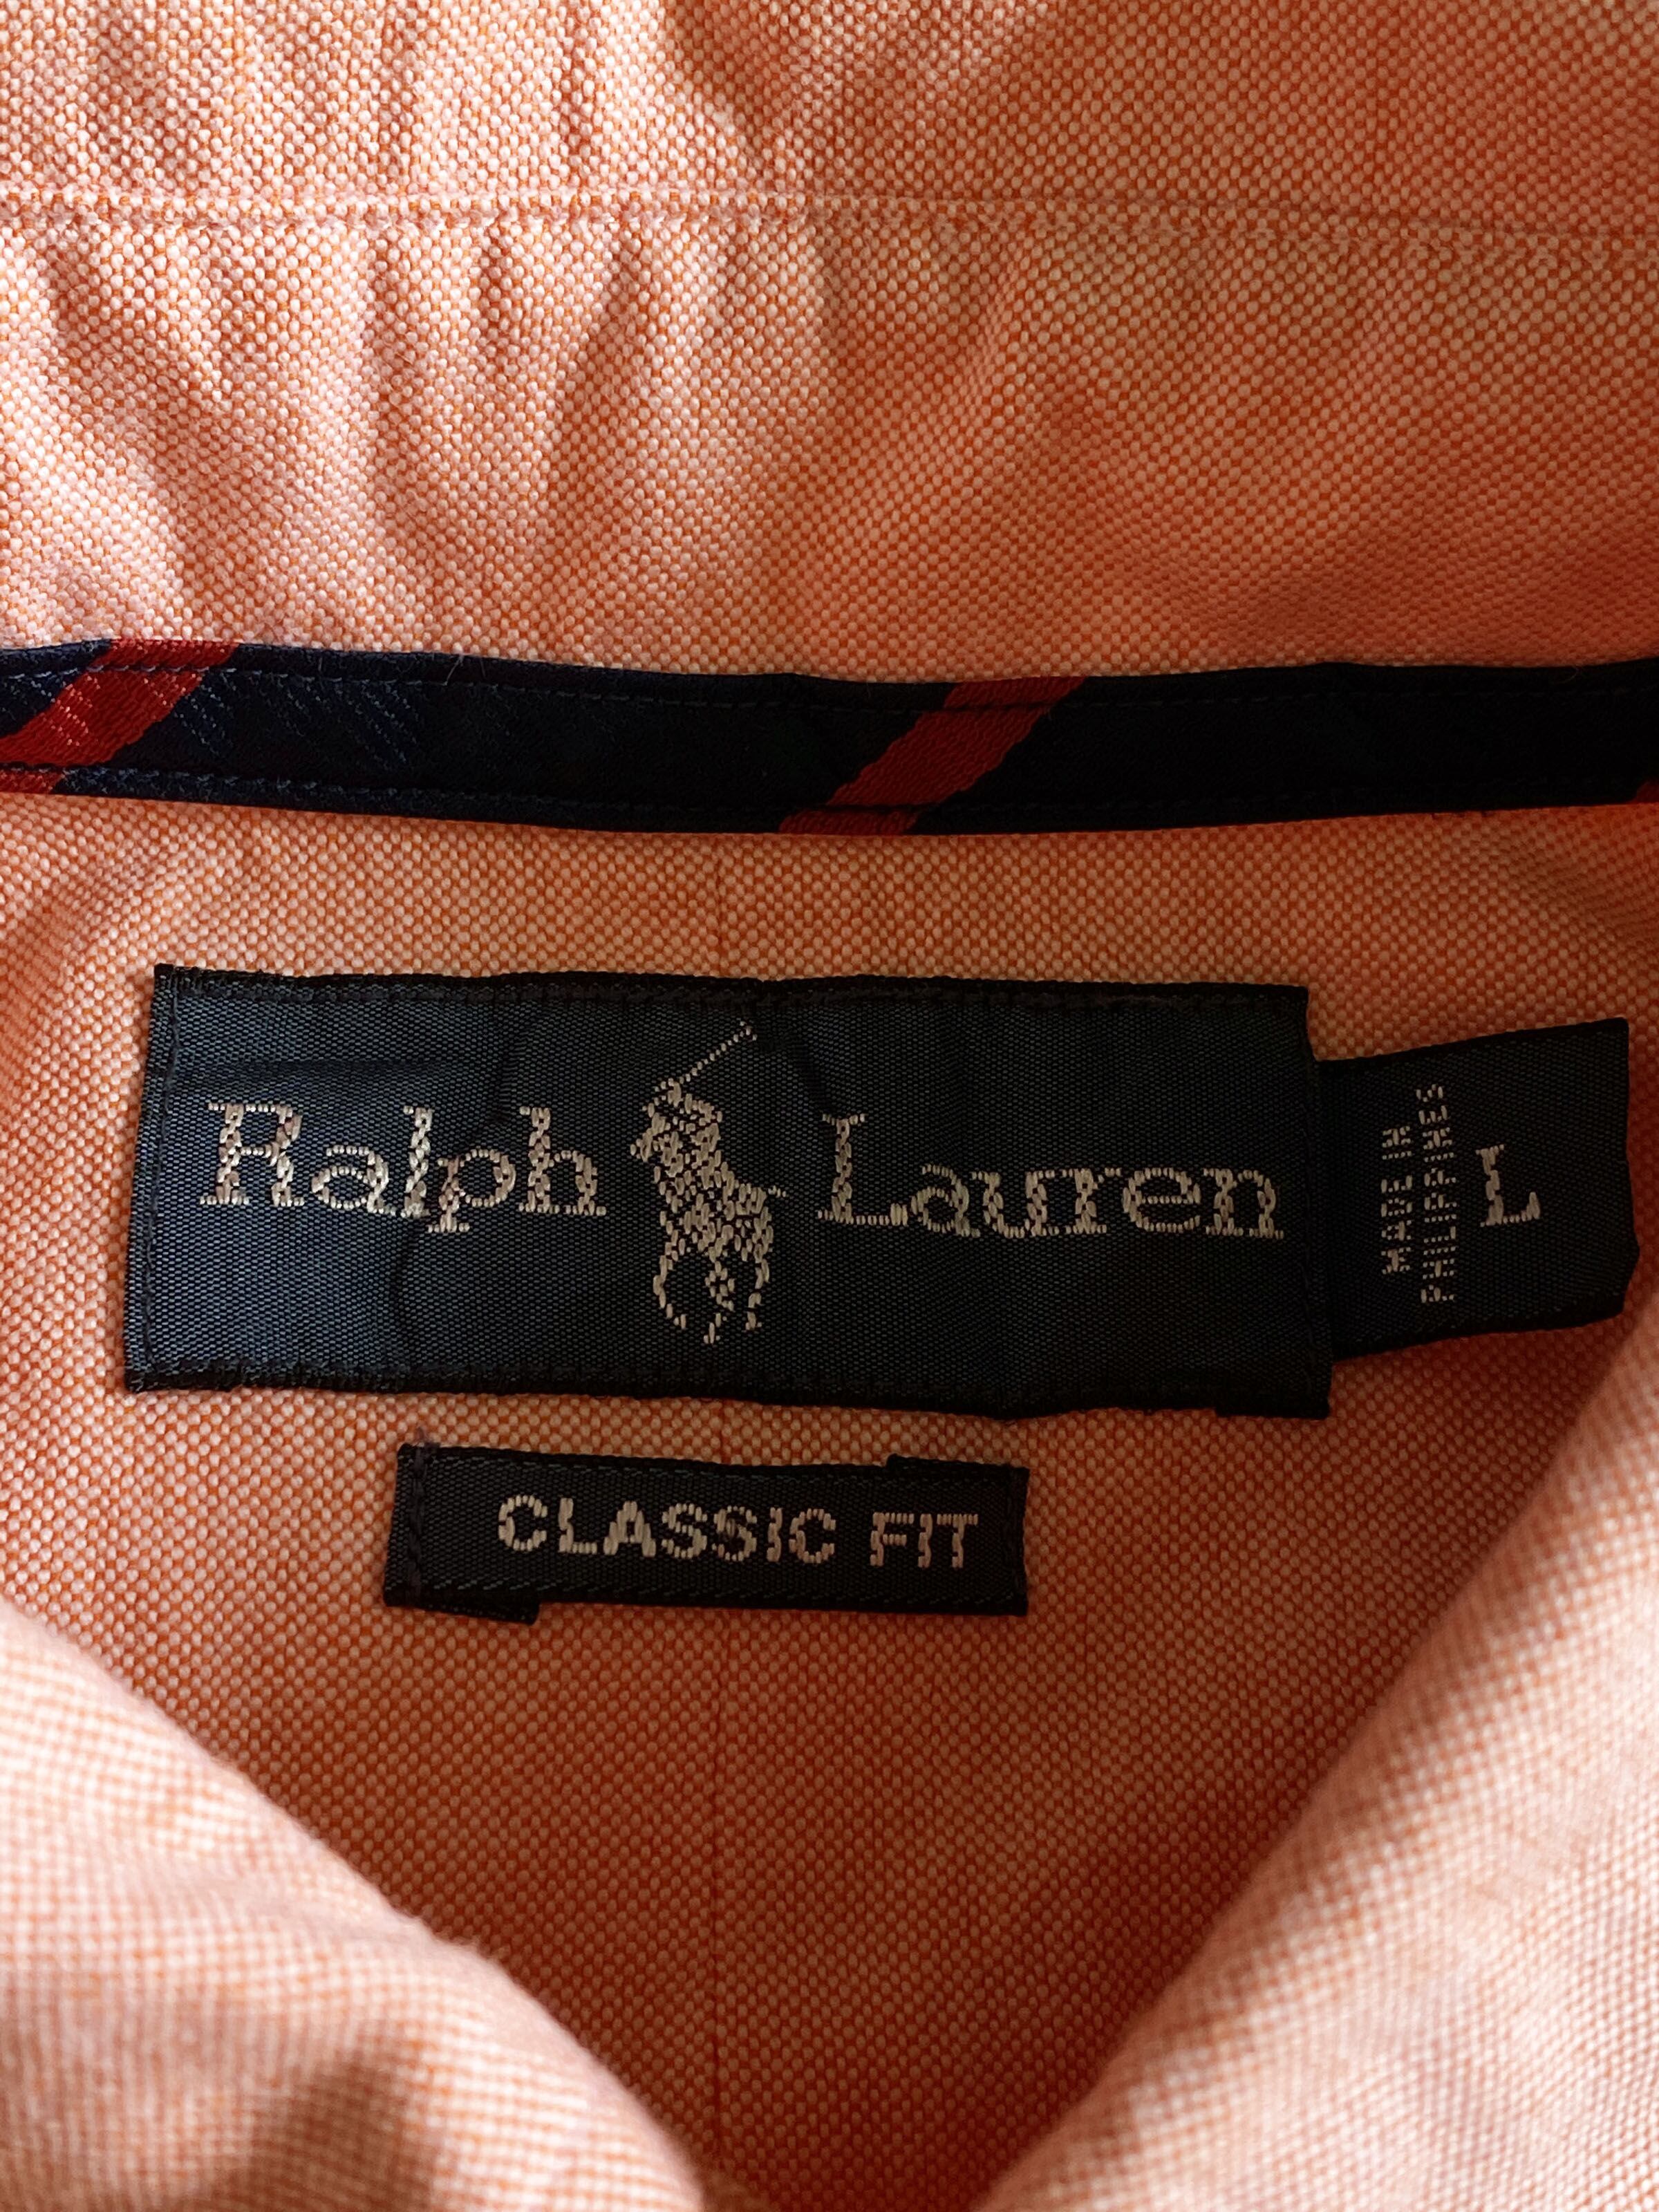 Ralph Lauren
MADE IN
PHILIPPINES
L
CLASSIC FIT